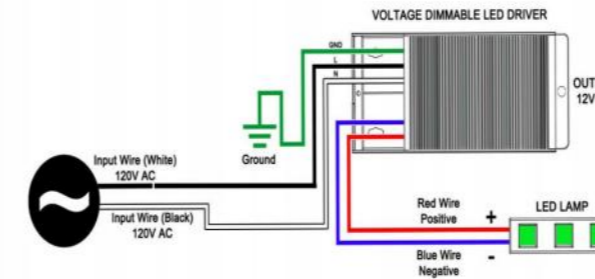 VOLTAGE DIMMABLE LED DRIVER
GND
L
N
OUT
12V
Ground
Input Wire (White)
120V AC
Input Wire (Black)
120V AC
Red Wire
Positive
+
LED LAMP
Blue Wire
Negative
-